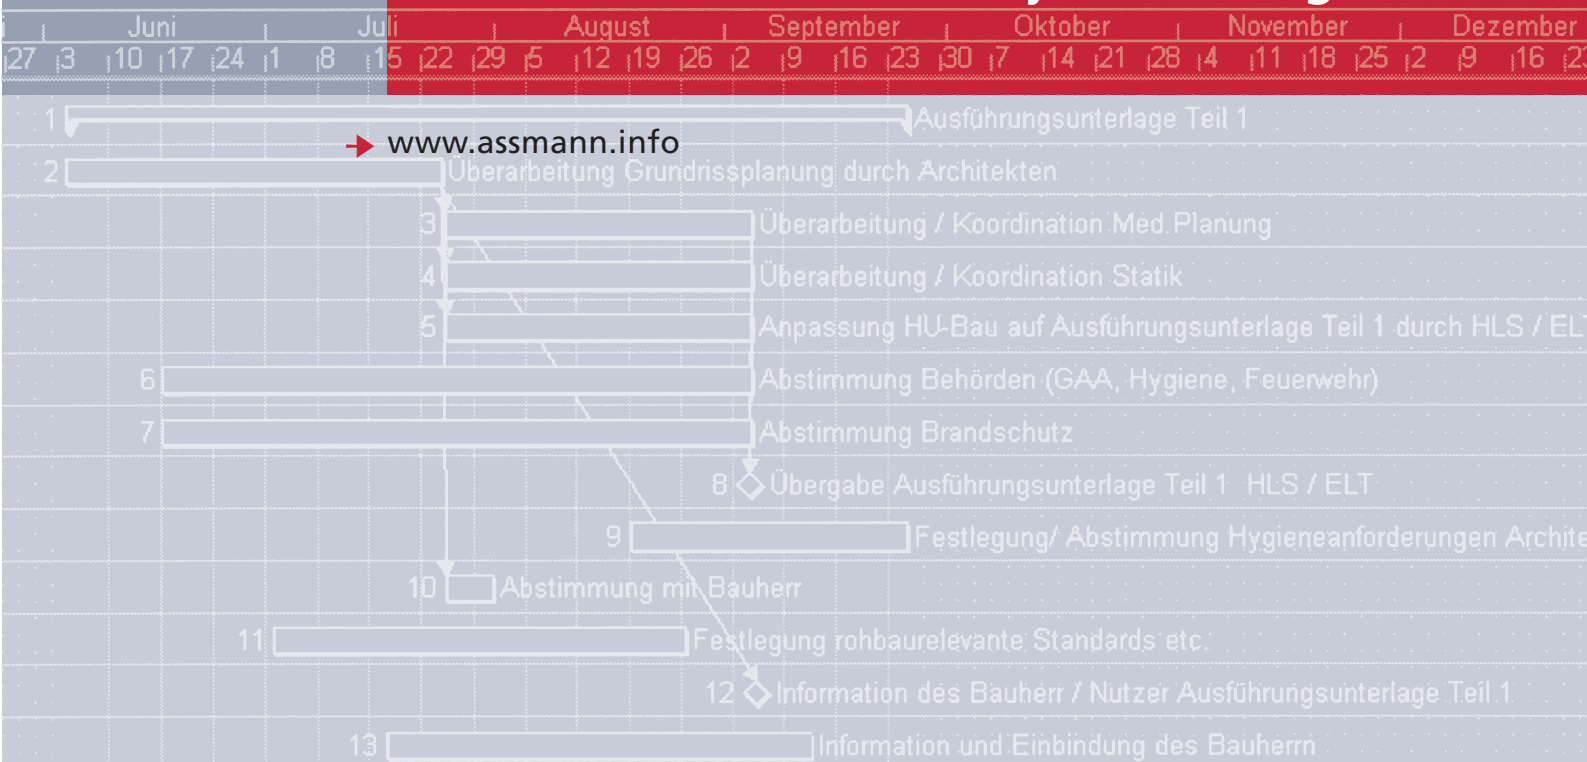 Juni Juli August September Oktober November Dezember
27 3 10 17 24 1 8 15 22 29 5 12 19 26 2 9 16 23 30 7 14 21 28 4 11 18 25 2 9 16 23
1 Ausführungsunterlage Teil 1
www.assmann.info
2 Überarbeitung Grundrissplanung durch Architekten
3 Überarbeitung / Koordination Med.Planung
4 Überarbeitung / Koordination Statik
5 Anpassung HU-Bau auf Ausführungsunterlage Teil 1 durch HLS / ELT
6 Abstimmung Behörden (GAA, Hygiene, Feuerwehr)
7 Abstimmung Brandschutz
8 Übergabe Ausführungsunterlage Teil 1 HLS / ELT
9 Festlegung/ Abstimmung Hygieneanforderungen Archite
10 Abstimmung mit Bauherr
11 Festlegung rohbaurelevante Standards etc.
12 Information des Bauherr / Nutzer Ausführungsunterlage Teil 1
13 Information und Einbindung des Bauherrn